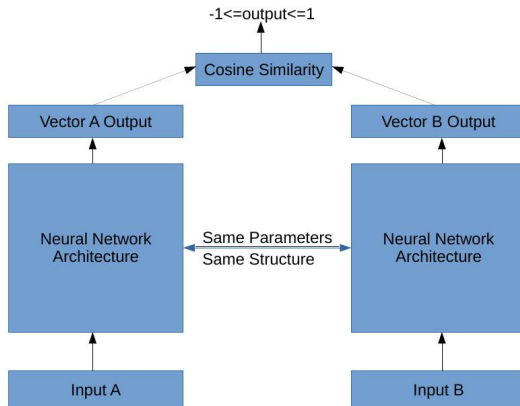 -1<=output<=1
Cosine Similarity
Vector A Output
Vector B Output
Neural Network
Architecture
Same Parameters
Same Structure
Neural Network
Architecture
Input A
Input B